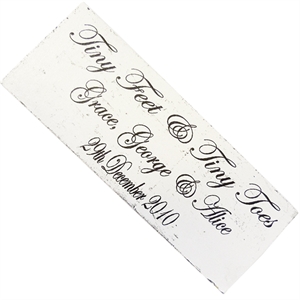 Tiny Feet & Tiny Toes
Grace, George & Alice
29th December 2010